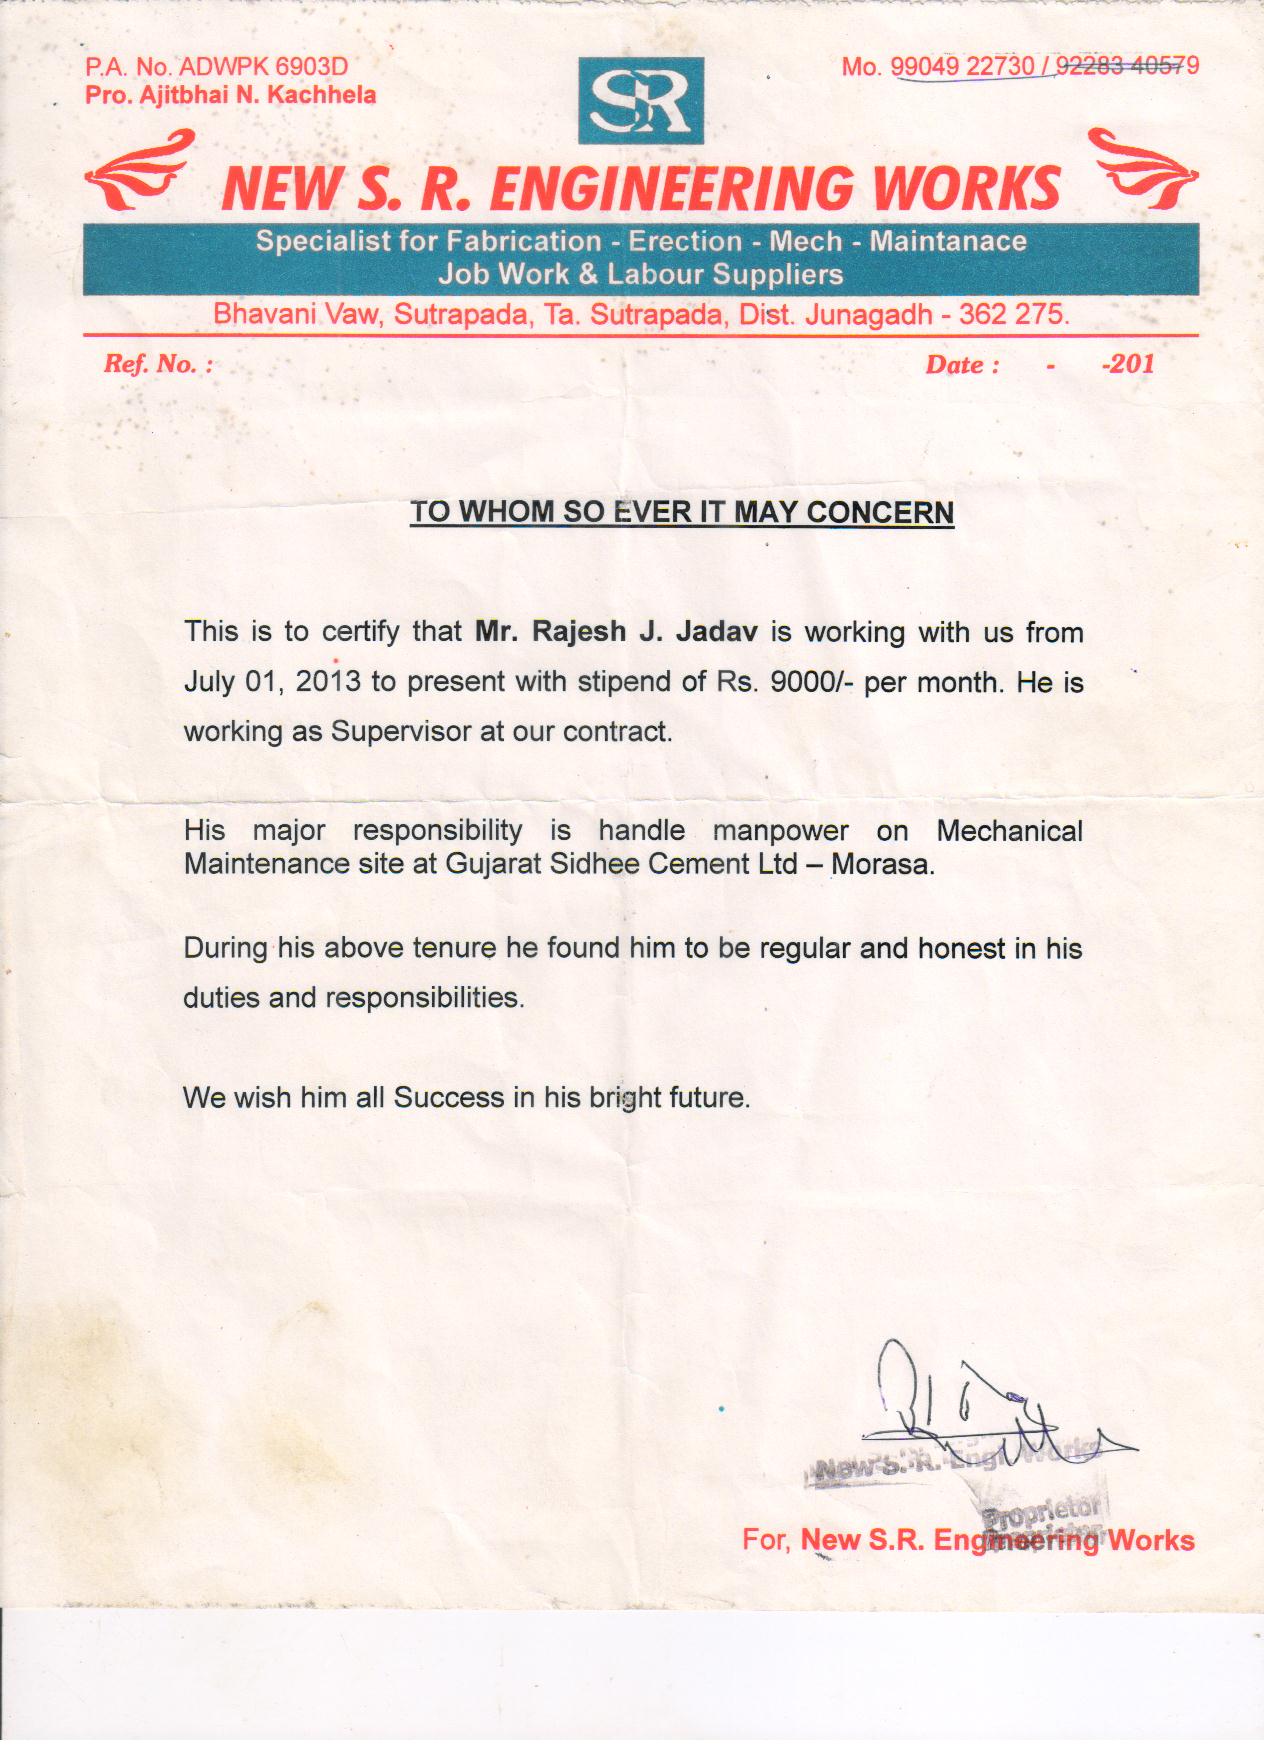 P.A. No. ADWPK 6903D
Pro. Ajitbhai N. Kachhela
SR
Mo. 99049 22730 / 92283 40579
NEW S. R. ENGINEERING WORKS
Specialist for Fabrication - Erection - Mech - Maintanace
Job Work & Labour Suppliers
Bhavani Vaw, Sutrapada, Ta. Sutrapada, Dist. Junagadh - 362 275.
Ref. No. :
Date : - -201
TO WHOM SO EVER IT MAY CONCERN
This is to certify that Mr. Rajesh J. Jadav is working with us from
July 01, 2013 to present with stipend of Rs. 9000/- per month. He is
working as Supervisor at our contract.
His major responsibility is handle manpower on Mechanical
Maintenance site at Gujarat Sidhee Cement Ltd – Morasa.
During his above tenure he found him to be regular and honest in his
duties and responsibilities.
We wish him all Success in his bright future.
New S. R. Engi. Works
Proprietor
For, New S.R. Engineering Works